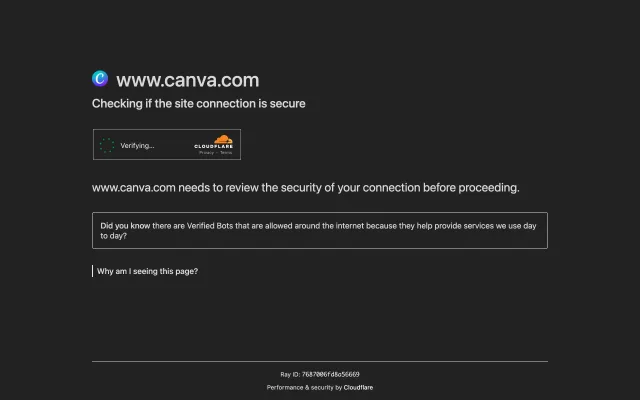 www.canva.com
Checking if the site connection is secure
Verifying...
CLOUDFLARE
Privacy · Terms
www.canva.com needs to review the security of your connection before proceeding.
Did you know there are Verified Bots that are allowed around the internet because they help provide services we use day
to day?
Why am I seeing this page?
Ray ID: 7687006fd8a56669
Performance & security by Cloudflare